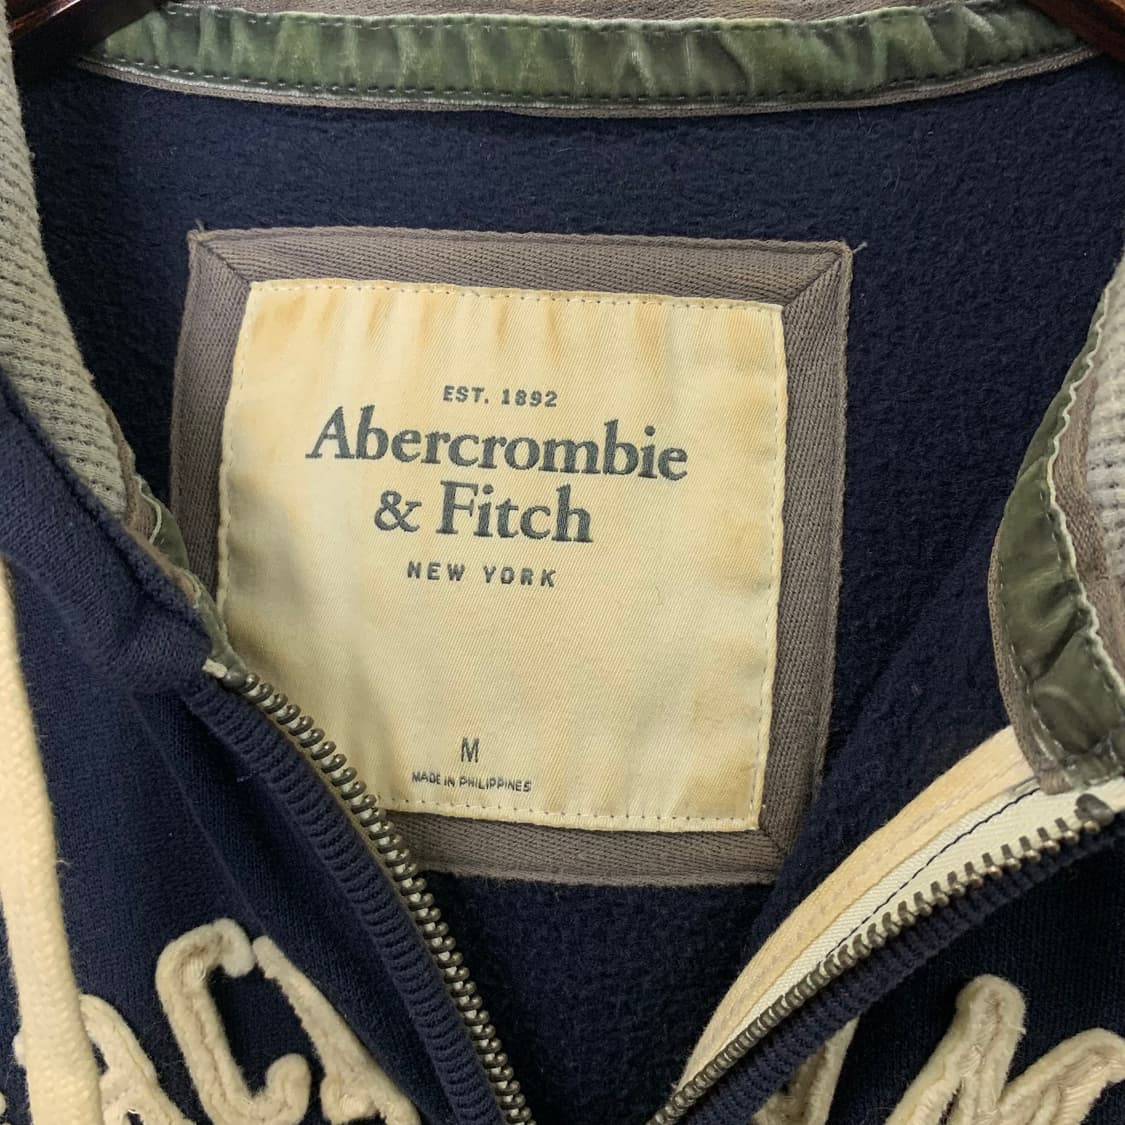 EST. 1892
Abercrombie
& Fitch
NEW YORK
M
MADE IN PHILIPPINES